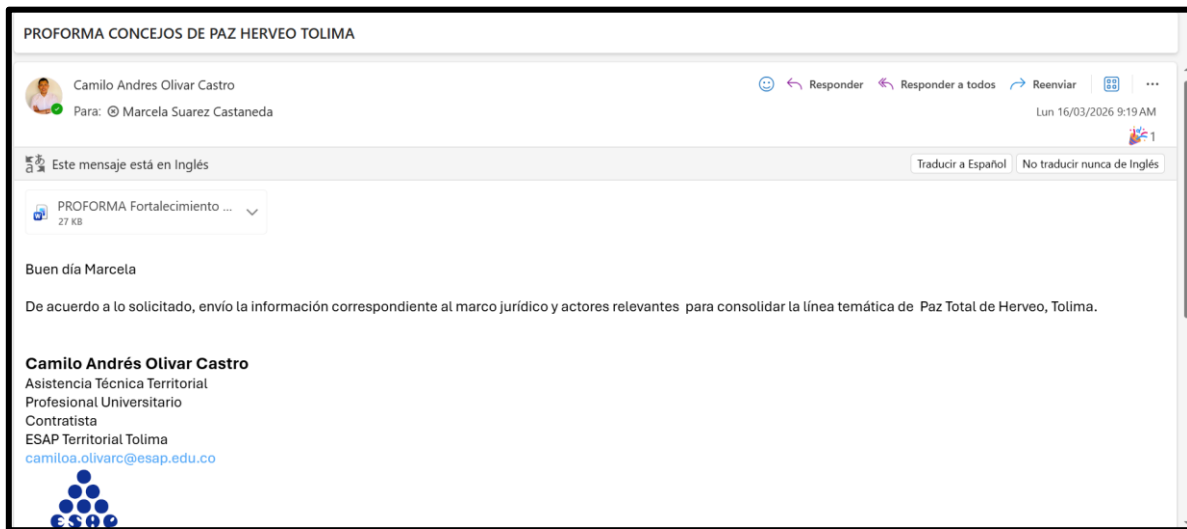 PROFORMA CONCEJOS DE PAZ HERVEO TOLIMA
Camilo Andres Olivar Castro
Responder Responder a todos Reenviar
Para: Marcela Suarez Castaneda
Lun 16/03/2026 9:19 AM
1
Este mensaje está en Inglés
Traducir a Español No traducir nunca de Inglés
PROFORMA Fortalecimiento ...
27 KB
Buen día Marcela
De acuerdo a lo solicitado, envío la información correspondiente al marco jurídico y actores relevantes para consolidar la línea temática de Paz Total de Herveo, Tolima.
Camilo Andrés Olivar Castro
Asistencia Técnica Territorial
Profesional Universitario
Contratista
ESAP Territorial Tolima
camiloa.olivarc@esap.edu.co